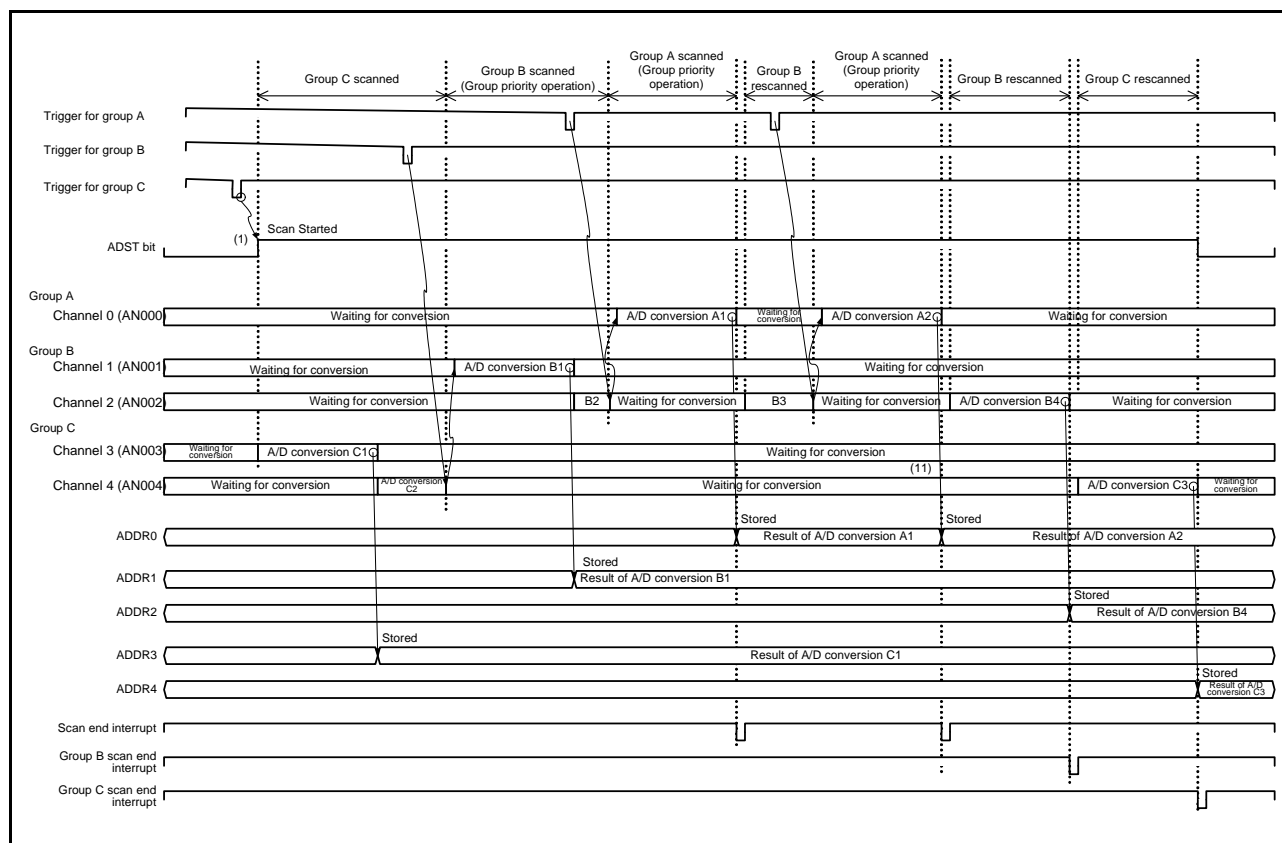 Group C scanned
Group B scanned
(Group priority operation)
Group A scanned
(Group priority
operation)
Group B
rescanned
Group A scanned
(Group priority
operation)
Group B rescanned
Group C rescanned
Trigger for group A
Trigger for group B
Trigger for group C
(1)
Scan Started
ADST bit
Group A
Channel 0 (AN000)
Waiting for conversion
A/D conversion A1
Waiting for
conversion
A/D conversion A2
Waiting for conversion
Group B
Channel 1 (AN001)
Waiting for conversion
A/D conversion B1
Waiting for conversion
Channel 2 (AN002)
Waiting for conversion
B2
Waiting for conversion
B3
Waiting for conversion
A/D conversion B4
Waiting for conversion
Group C
Channel 3 (AN003)
Waiting for
conversion
A/D conversion C1
Waiting for conversion
(11)
Channel 4 (AN004)
Waiting for conversion
A/D conversion
C2
Waiting for conversion
A/D conversion C3
Waiting for
conversion
ADDR0
Stored
Result of A/D conversion A1
Stored
Result of A/D conversion A2
ADDR1
Stored
Result of A/D conversion B1
ADDR2
Stored
Result of A/D conversion B4
ADDR3
Stored
Result of A/D conversion C1
ADDR4
Stored
Result of A/D
conversion C3
Scan end interrupt
Group B scan end
interrupt
Group C scan end
interrupt